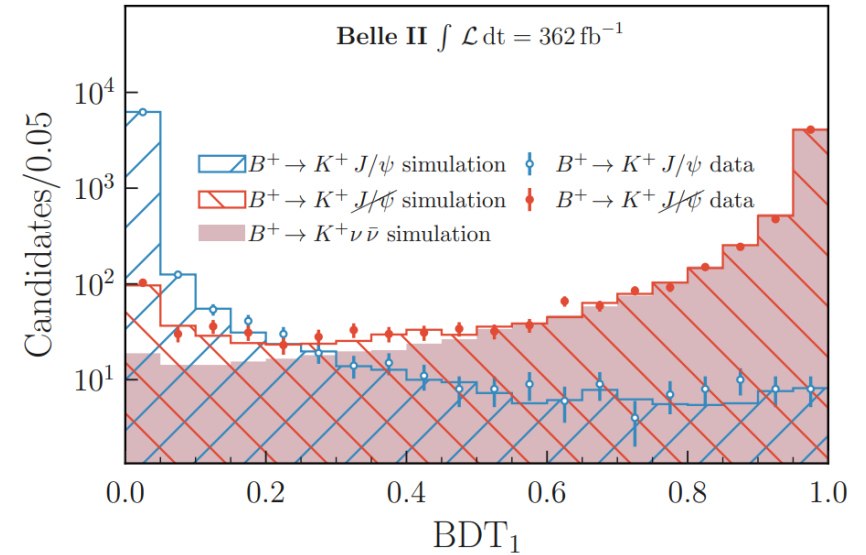 Belle II ∫ ℒ dt = 362 fb⁻¹
B⁺ → K⁺ J/ψ simulation
B⁺ → K⁺ J/ψ data
B⁺ → K⁺ J̸/̸ψ̸ simulation
B⁺ → K⁺ J̸/̸ψ̸ data
B⁺ → K⁺ν ν̄ simulation
Candidates/0.05
10⁴
10³
10²
10¹
0.0 0.2 0.4 0.6 0.8 1.0
BDT₁